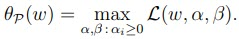 θ_𝒫(w) = max_{α,β : α_i≥0} ℒ(w, α, β).